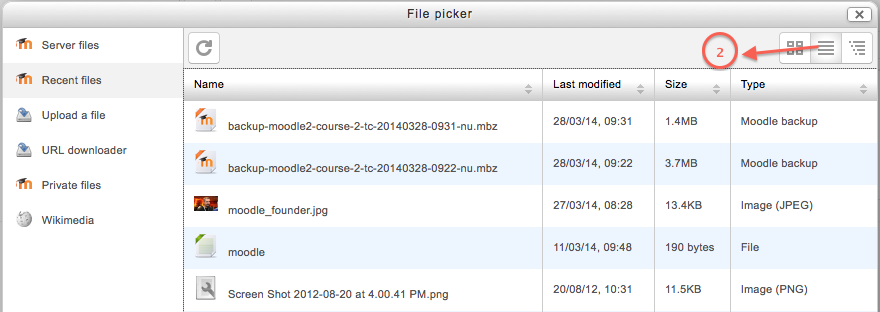 File picker
Server files
Recent files
Upload a file
URL downloader
Private files
Wikimedia
2
Name Last modified Size Type
backup-moodle2-course-2-tc-20140328-0931-nu.mbz 28/03/14, 09:31 1.4MB Moodle backup
backup-moodle2-course-2-tc-20140328-0922-nu.mbz 28/03/14, 09:22 3.7MB Moodle backup
moodle_founder.jpg 27/03/14, 08:28 13.4KB Image (JPEG)
moodle 11/03/14, 09:48 190 bytes File
Screen Shot 2012-08-20 at 4.00.41 PM.png 20/08/12, 10:31 11.5KB Image (PNG)